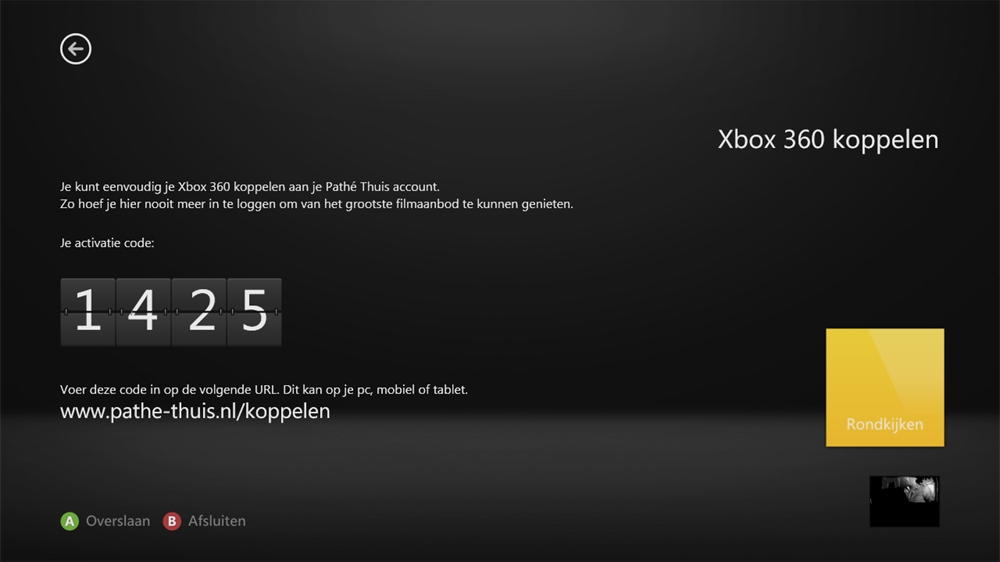 Xbox 360 koppelen
Je kunt eenvoudig je Xbox 360 koppelen aan je Pathé Thuis account.
Zo hoef je hier nooit meer in te loggen om van het grootste filmaanbod te kunnen genieten.
Je activatie code:
1 4 2 5
Voer deze code in op de volgende URL. Dit kan op je pc, mobiel of tablet.
www.pathe-thuis.nl/koppelen
Rondkijken
A Overslaan B Afsluiten